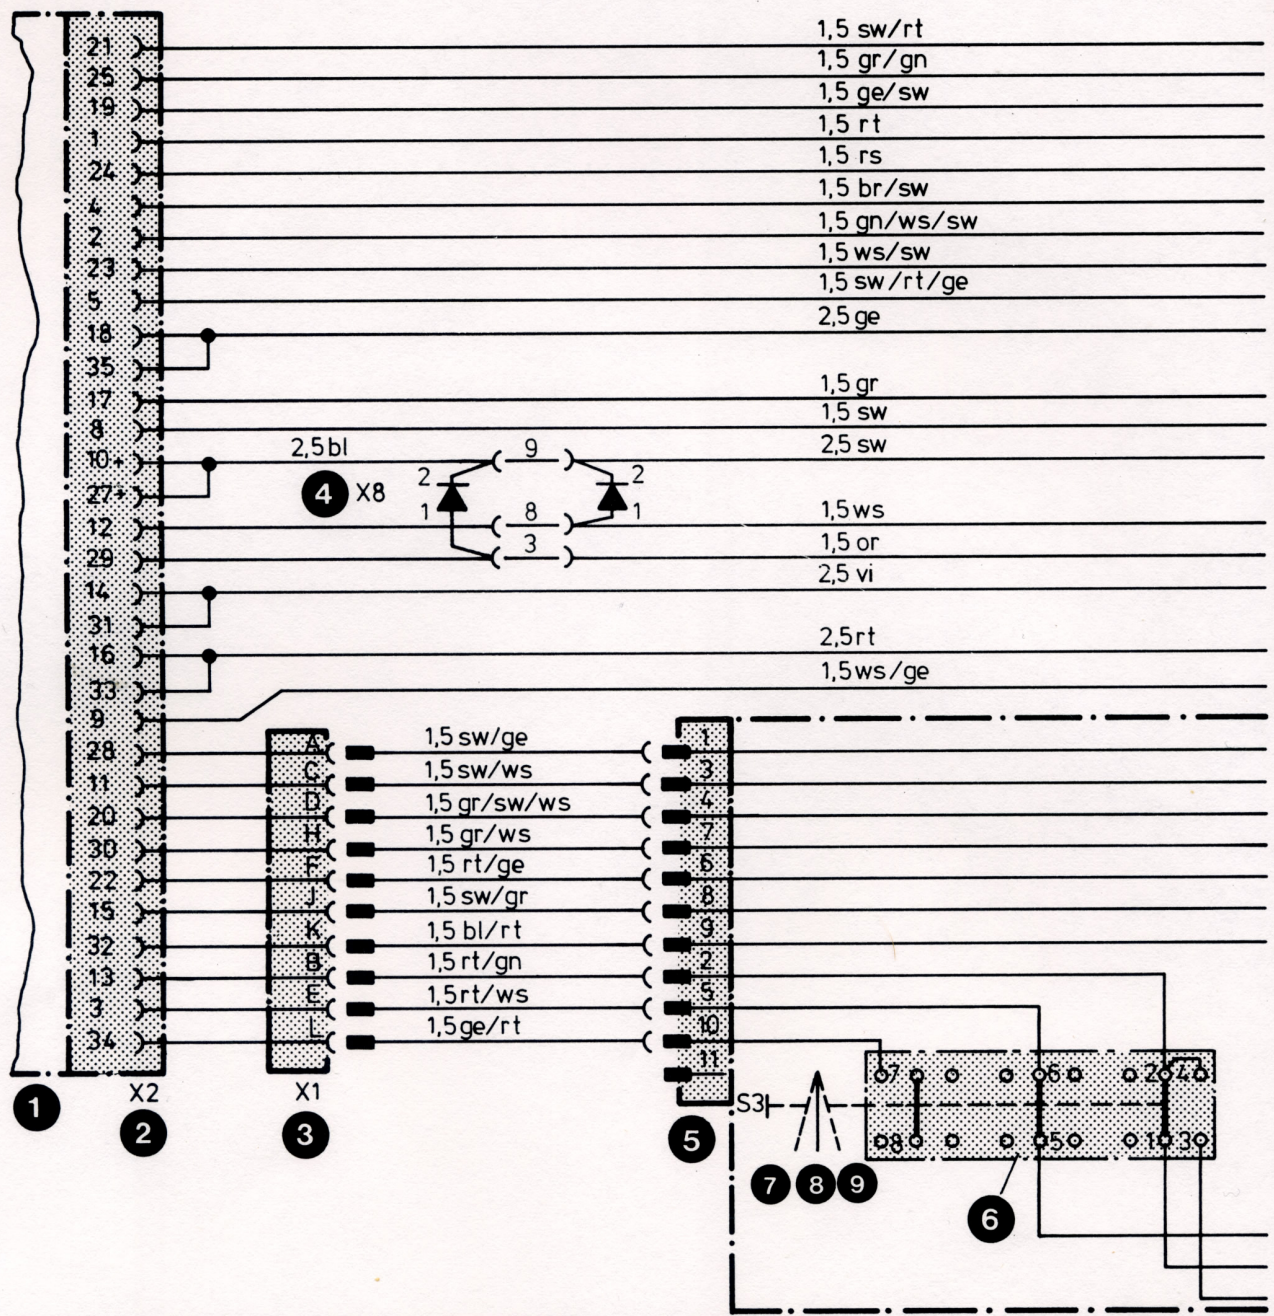 21 1,5 sw/rt
25 1,5 gr/gn
19 1,5 ge/sw
1 1,5 rt
24 1,5 rs
4 1,5 br/sw
2 1,5 gn/ws/sw
23 1,5 ws/sw
5 1,5 sw/rt/ge
18 2,5 ge
35
17 1,5 gr
8 1,5 sw
10+ 2,5 bl 9 2,5 sw
4 X8 2 1 2 1
27+
12 8 1,5 ws
29 3 1,5 or
14 2,5 vi
31
16 2,5 rt
33 1,5 ws/ge
9
28 A 1,5 sw/ge 1
11 C 1,5 sw/ws 3
20 D 1,5 gr/sw/ws 4
30 H 1,5 gr/ws 7
22 F 1,5 rt/ge 6
15 J 1,5 sw/gr 8
32 K 1,5 bl/rt 9
13 B 1,5 rt/gn 2
3 E 1,5 rt/ws 5
34 L 1,5 ge/rt 10
11
7 6 2 4
X2 X1 S3
8 5 1 3
1 2 3 5
7 8 9
6